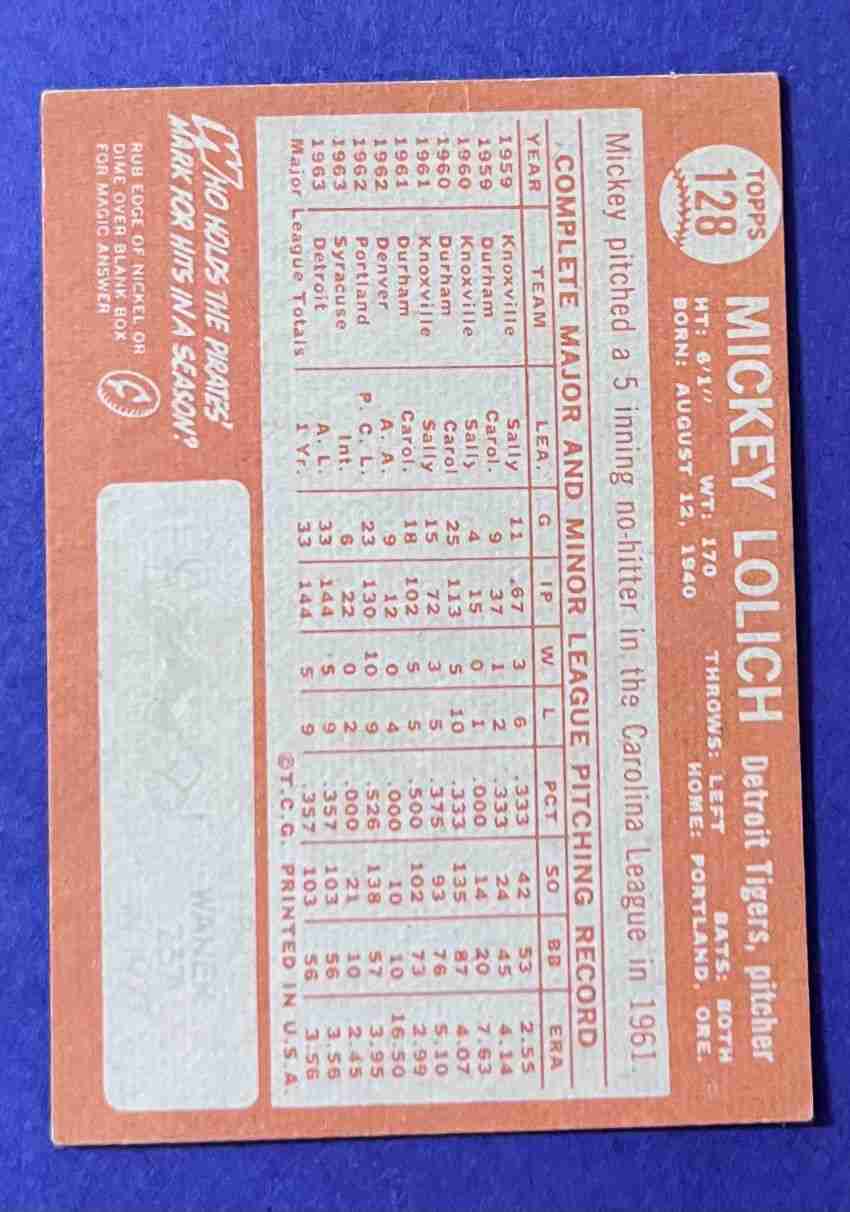 TOPPS
128
MICKEY LOLICH Detroit Tigers, pitcher
HT: 6'1" WT: 170 THROWS: LEFT BATS: BOTH
BORN: AUGUST 12, 1940 HOME: PORTLAND, ORE.
Mickey pitched a 5 inning no-hitter in the Carolina League in 1961.
COMPLETE MAJOR AND MINOR LEAGUE PITCHING RECORD
YEAR TEAM LEA. G IP W L PCT SO BB ERA
1959 Knoxville Sally 11 67 3 6 .333 42 53 2.55
1959 Durham Carol. 9 37 1 2 .333 24 45 4.14
1960 Knoxville Sally 4 15 0 1 .000 14 20 7.63
1960 Durham Carol 25 113 5 10 .333 135 87 4.07
1961 Knoxville Sally 15 72 3 5 .375 93 76 5.10
1961 Durham Carol. 18 102 5 5 .500 102 73 2.99
1962 Denver A. A. 9 12 0 4 .000 10 10 16.50
1962 Portland P. C. L. 23 130 10 9 .526 138 57 3.95
1963 Syracuse Int. 6 22 0 2 .000 21 10 2.45
1963 Detroit A. L. 33 144 5 9 .357 103 56 3.56
Major League Totals 1 Yr. 33 144 5 9 .357 103 56 3.56
©T.C.G. PRINTED IN U.S.A.
WHO HOLDS THE PIRATES'
MARK FOR HITS IN A SEASON?
RUB EDGE OF NICKEL OR
DIME OVER BLANK BOX
FOR MAGIC ANSWER
WANER
237